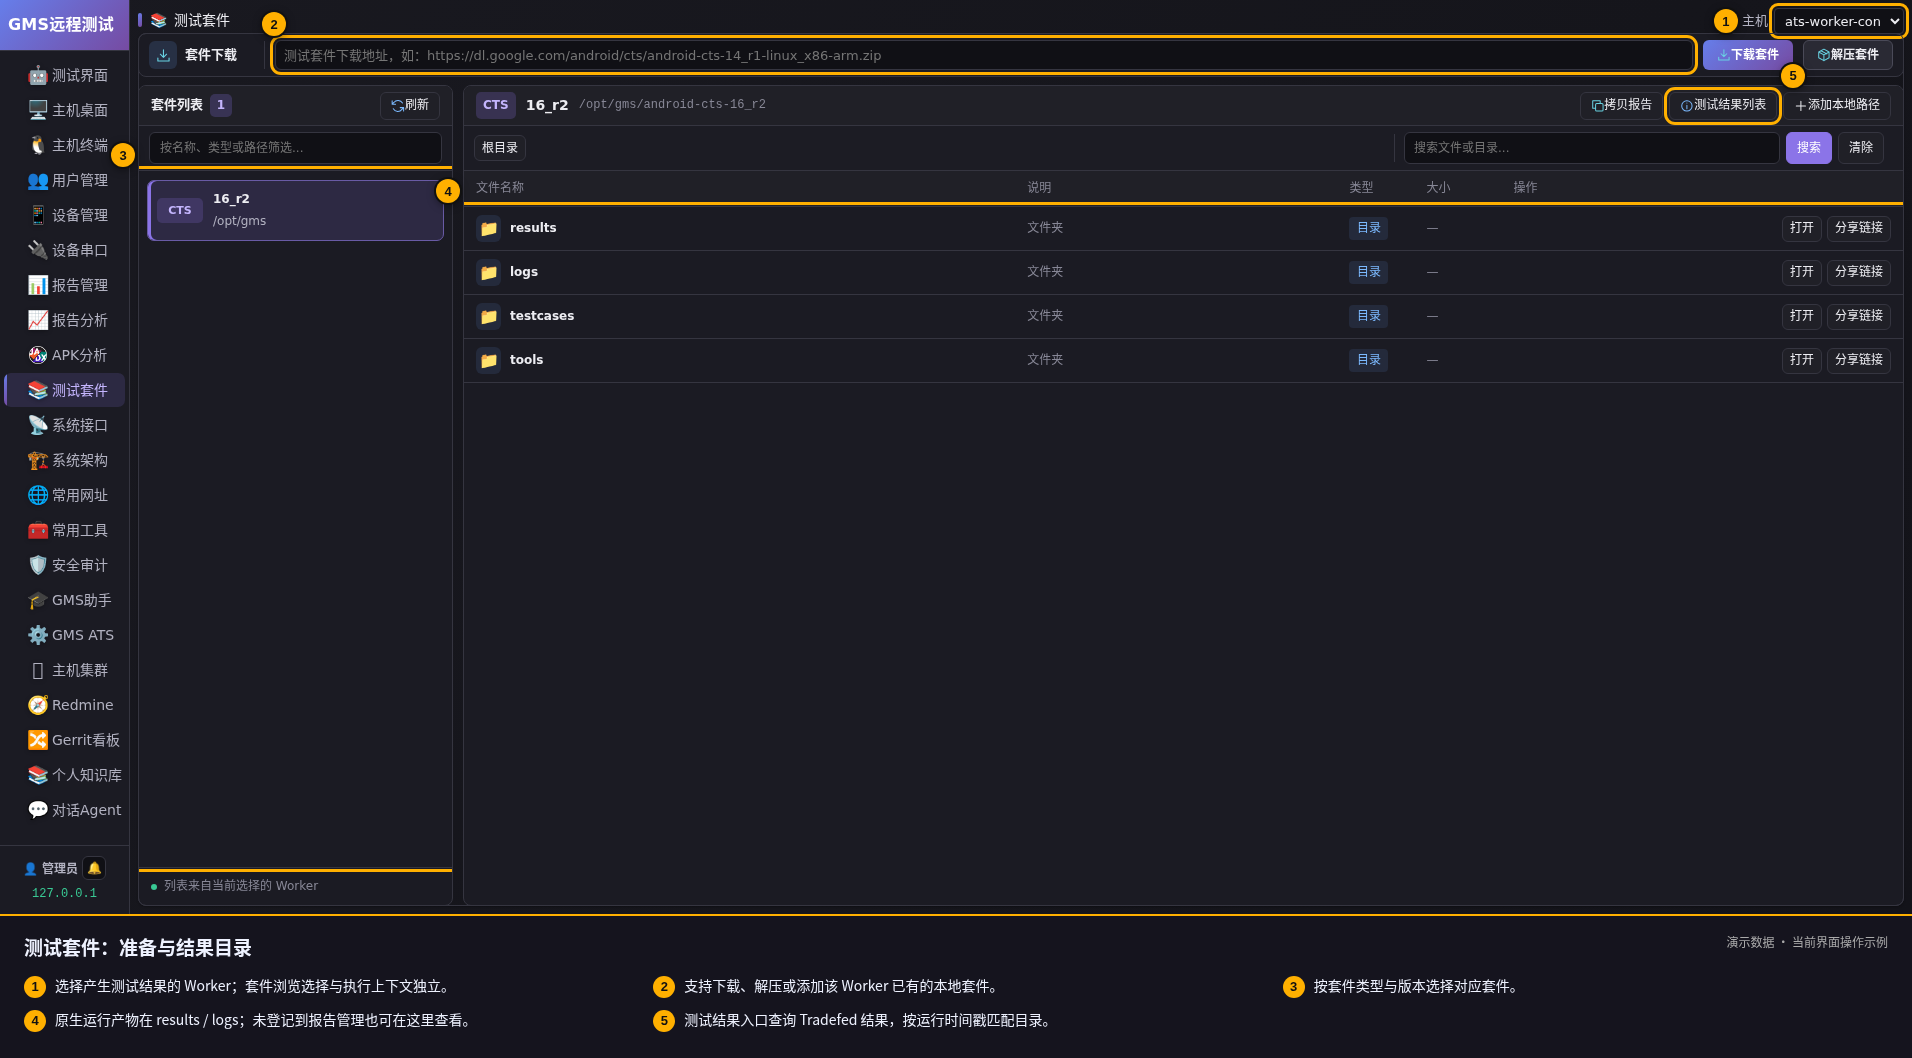 GMS远程测试
测试界面
主机桌面
主机终端
用户管理
设备管理
设备串口
报告管理
报告分析
APK分析
测试套件
系统接口
系统架构
常用网址
常用工具
安全审计
GMS助手
GMS ATS
主机集群
Redmine
Gerrit看板
个人知识库
对话Agent
管理员
127.0.0.1
测试套件
2
1 主机 ats-worker-con
套件下载 测试套件下载地址，如：https://dl.google.com/android/cts/android-cts-14_r1-linux_x86-arm.zip 下载套件 解压套件
5
套件列表 1 刷新
3
按名称、类型或路径筛选...
CTS 16_r2
/opt/gms
4
列表来自当前选择的 Worker
CTS 16_r2 /opt/gms/android-cts-16_r2 拷贝报告 测试结果列表 添加本地路径
根目录 搜索文件或目录... 搜索 清除
文件名称 说明 类型 大小 操作
results 文件夹 目录 — 打开 分享链接
logs 文件夹 目录 — 打开 分享链接
testcases 文件夹 目录 — 打开 分享链接
tools 文件夹 目录 — 打开 分享链接
测试套件：准备与结果目录
演示数据 · 当前界面操作示例
1 选择产生测试结果的 Worker；套件浏览选择与执行上下文独立。
2 支持下载、解压或添加该 Worker 已有的本地套件。
3 按套件类型与版本选择对应套件。
4 原生运行产物在 results / logs；未登记到报告管理也可在这里查看。
5 测试结果入口查询 Tradefed 结果，按运行时间戳匹配目录。